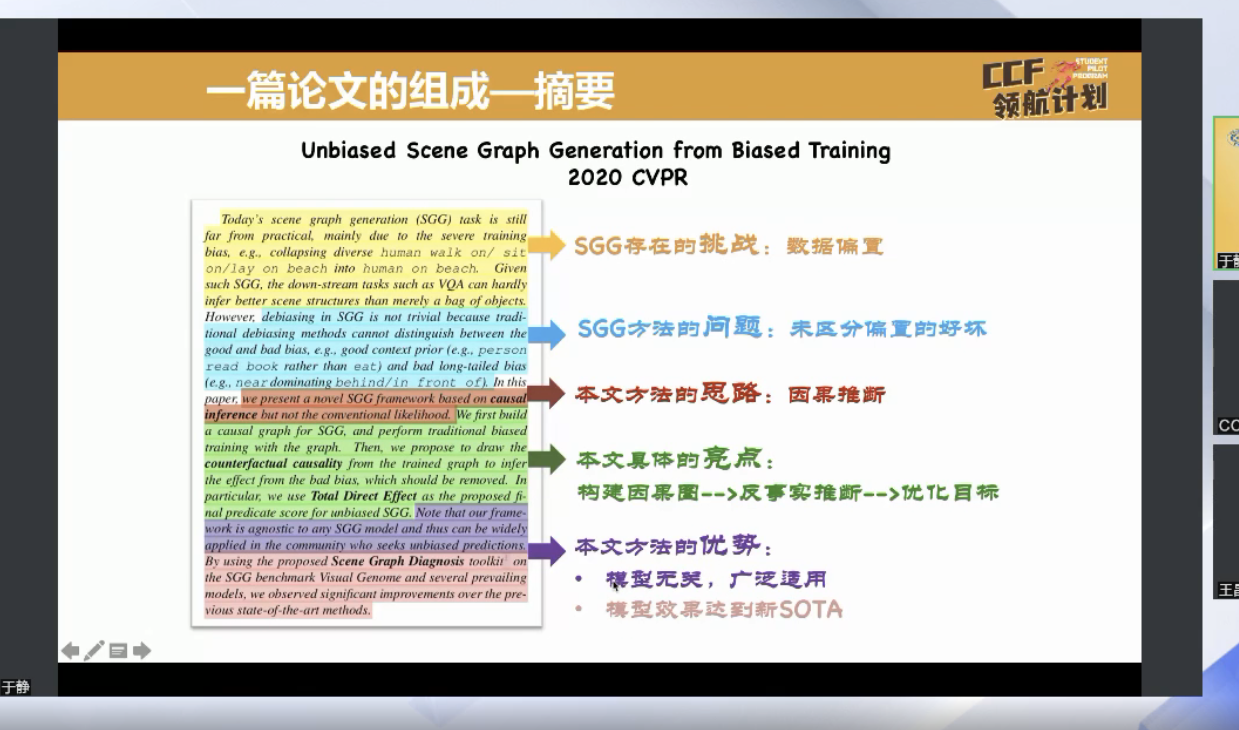 一篇论文的组成—摘要
CCF
STUDENT
PILOT
PROGRAM
领航计划
Unbiased Scene Graph Generation from Biased Training
2020 CVPR
Today's scene graph generation (SGG) task is still
far from practical, mainly due to the severe training
bias, e.g., collapsing diverse human walk on/ sit
on/lay on beach into human on beach. Given
such SGG, the down-stream tasks such as VQA can hardly
infer better scene structures than merely a bag of objects.
However, debiasing in SGG is not trivial because tradi-
tional debiasing methods cannot distinguish between the
good and bad bias, e.g., good context prior (e.g., person
read book rather than eat) and bad long-tailed bias
(e.g., near dominating behind/in front of). In this
paper, we present a novel SGG framework based on causal
inference but not the conventional likelihood. We first build
a causal graph for SGG, and perform traditional biased
training with the graph. Then, we propose to draw the
counterfactual causality from the trained graph to infer
the effect from the bad bias, which should be removed. In
particular, we use Total Direct Effect as the proposed fi-
nal predicate score for unbiased SGG. Note that our frame-
work is agnostic to any SGG model and thus can be widely
applied in the community who seeks unbiased predictions.
By using the proposed Scene Graph Diagnosis toolkit on
the SGG benchmark Visual Genome and several prevailing
models, we observed significant improvements over the pre-
vious state-of-the-art methods.
SGG存在的挑战：数据偏置
SGG方法的问题：未区分偏置的好坏
本文方法的思路：因果推断
本文具体的亮点：
构建因果图-->反事实推断-->优化目标
本文方法的优势：
• 模型无关，广泛适用
• 模型效果达到新SOTA
于静
CC